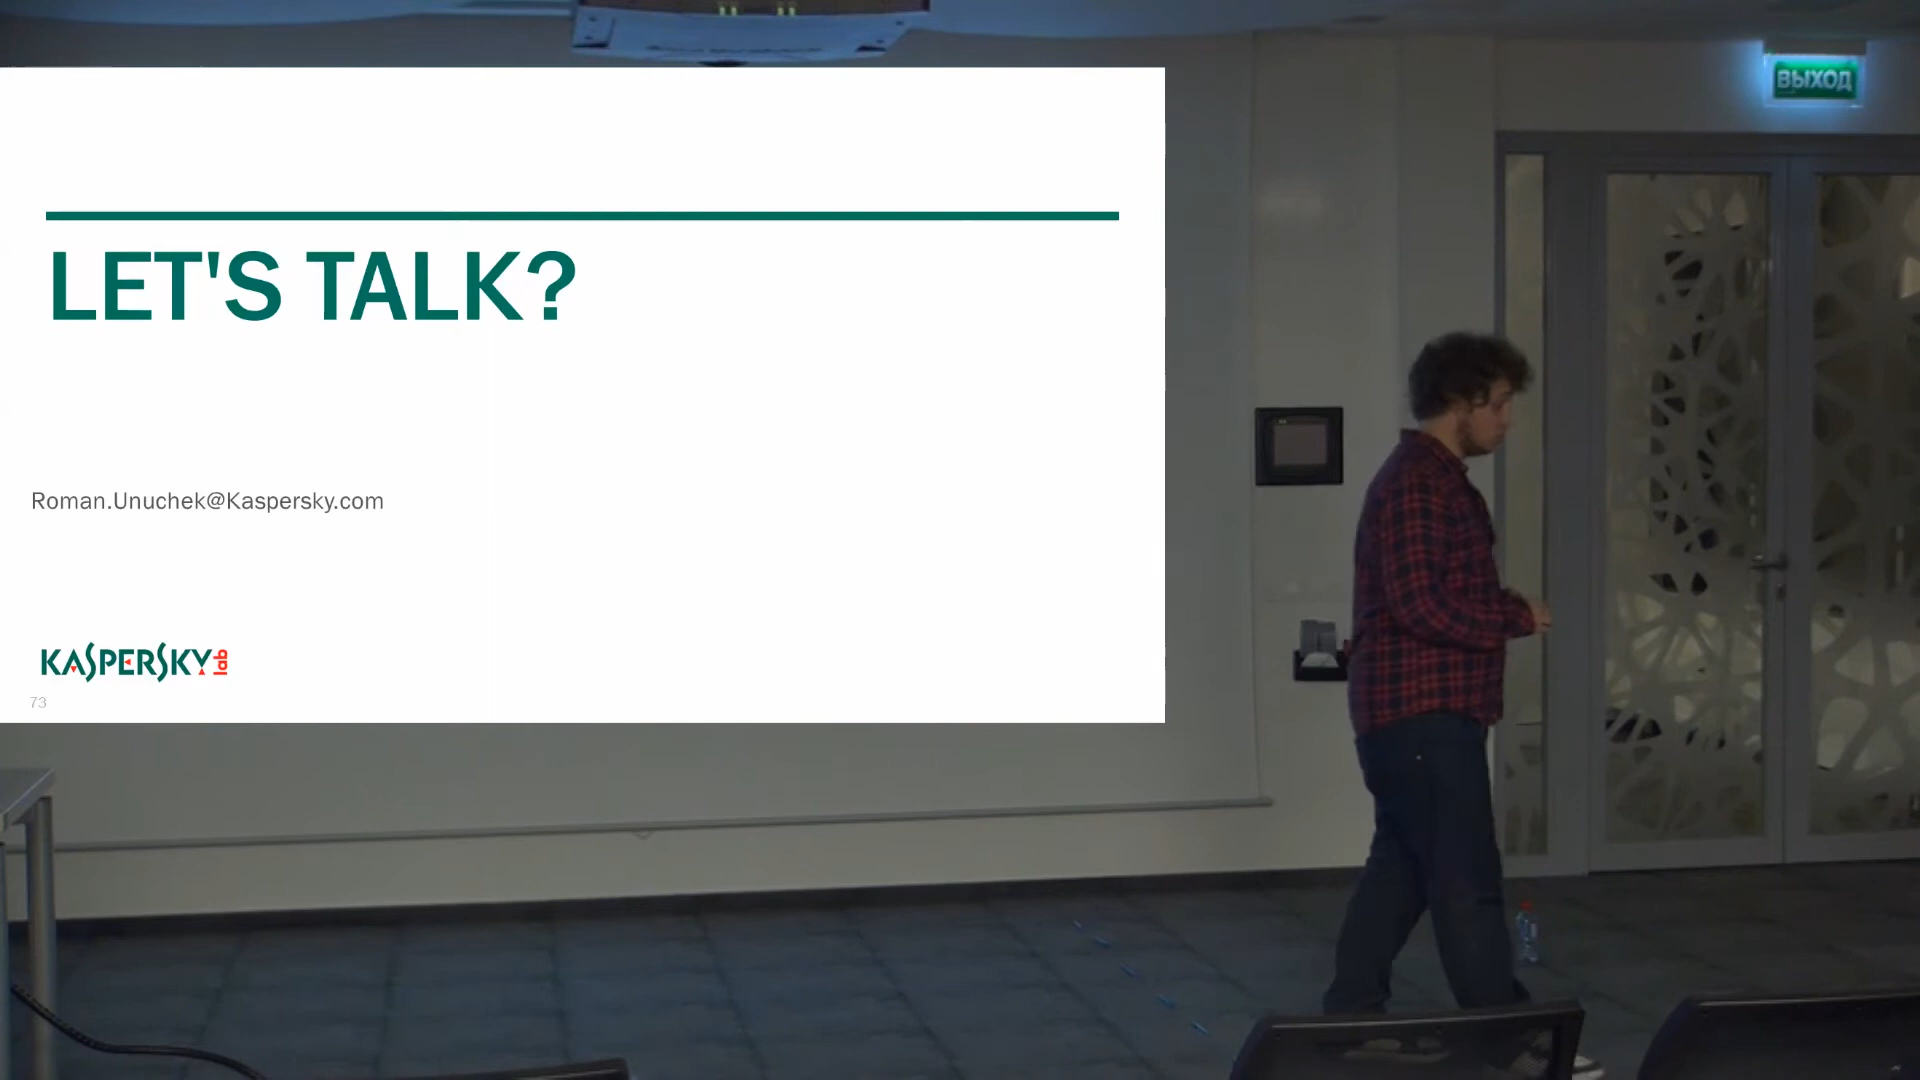 ВЫХОД
LET'S TALK?
Roman.Unuchek@Kaspersky.com
KASPERSKY lab
73